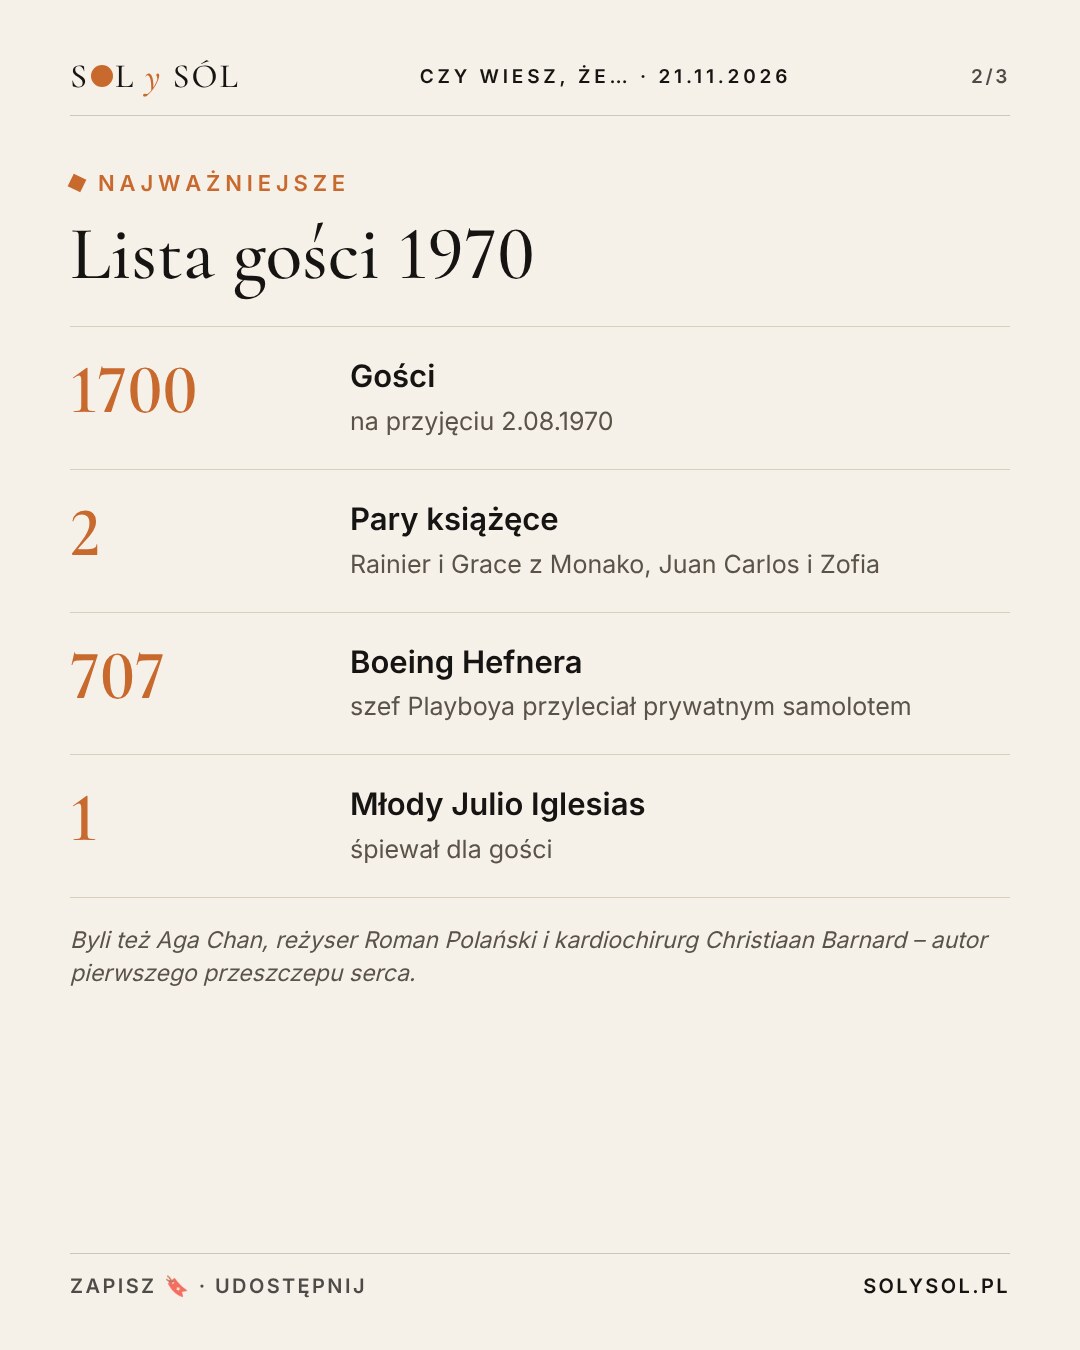 SOL y SÓL
CZY WIESZ, ŻE... · 21.11.2026
2/3
NAJWAŻNIEJSZE
Lista gości 1970
1700
Gości
na przyjęciu 2.08.1970
2
Pary książęce
Rainier i Grace z Monako, Juan Carlos i Zofia
707
Boeing Hefnera
szef Playboya przyleciał prywatnym samolotem
1
Młody Julio Iglesias
śpiewał dla gości
Byli też Aga Chan, reżyser Roman Polański i kardiochirurg Christiaan Barnard – autor
pierwszego przeszczepu serca.
ZAPISZ 🔖 · UDOSTĘPNIJ
SOLYSOL.PL